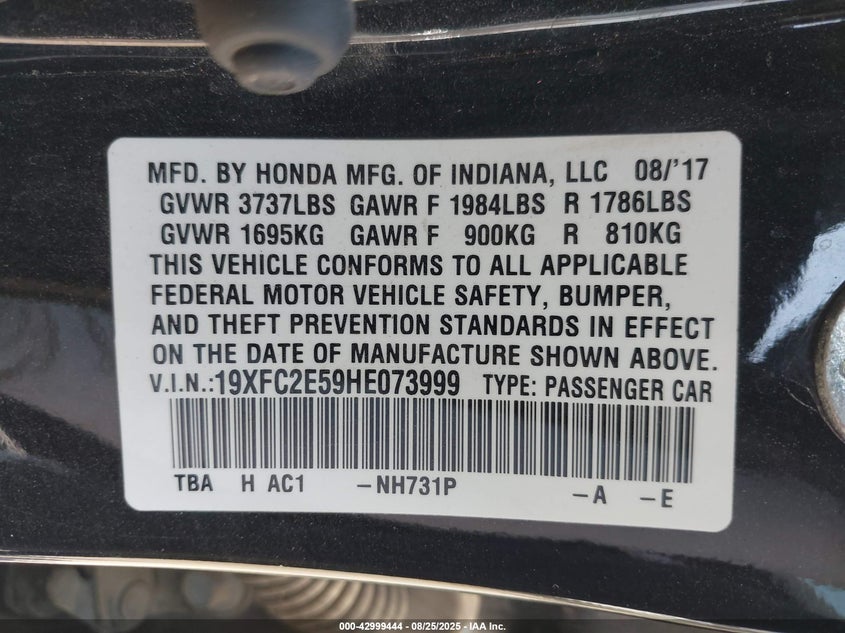 MFD. BY HONDA MFG. OF INDIANA, LLC 08/'17
GVWR 3737LBS GAWR F 1984LBS R 1786LBS
GVWR 1695KG GAWR F 900KG R 810KG
THIS VEHICLE CONFORMS TO ALL APPLICABLE
FEDERAL MOTOR VEHICLE SAFETY, BUMPER,
AND THEFT PREVENTION STANDARDS IN EFFECT
ON THE DATE OF MANUFACTURE SHOWN ABOVE.
V.I.N.:19XFC2E59HE073999 TYPE: PASSENGER CAR
TBA H AC1 -NH731P -A -E
000-42999444 | 08/25/2025 | IAA Inc.